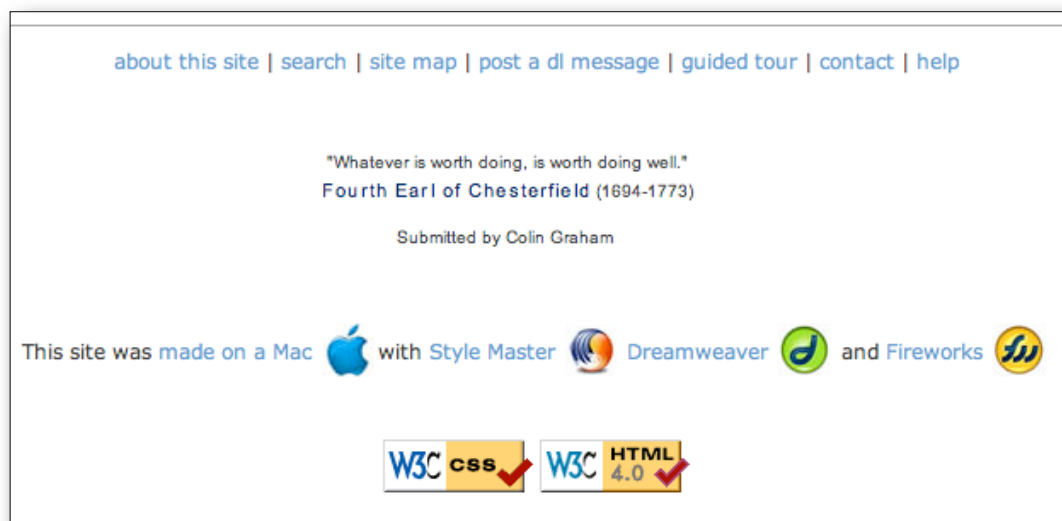 about this site | search | site map | post a dl message | guided tour | contact | help
"Whatever is worth doing, is worth doing well."
Fourth Earl of Chesterfield (1694-1773)
Submitted by Colin Graham
This site was made on a Mac with Style Master Dreamweaver and Fireworks fw
W3C css W3C HTML 4.0